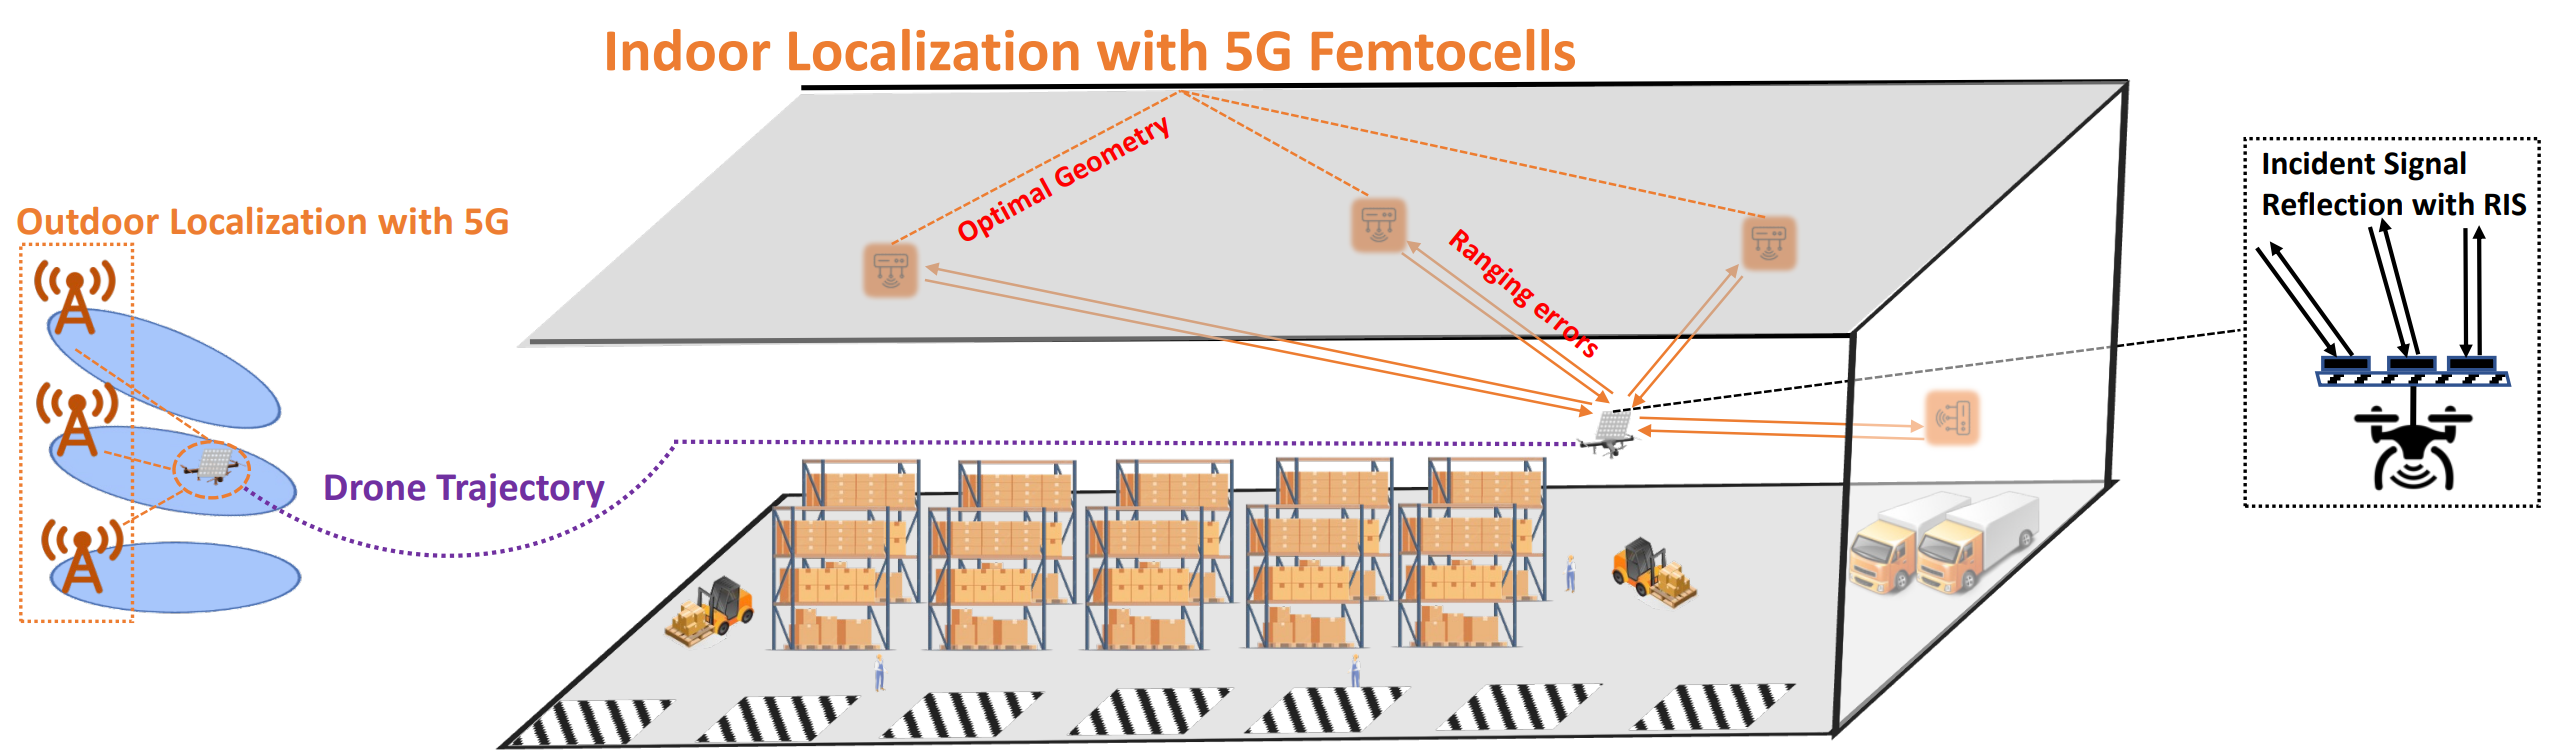 Indoor Localization with 5G Femtocells
Outdoor Localization with 5G
Optimal Geometry
Ranging errors
Drone Trajectory
Incident Signal
Reflection with RIS